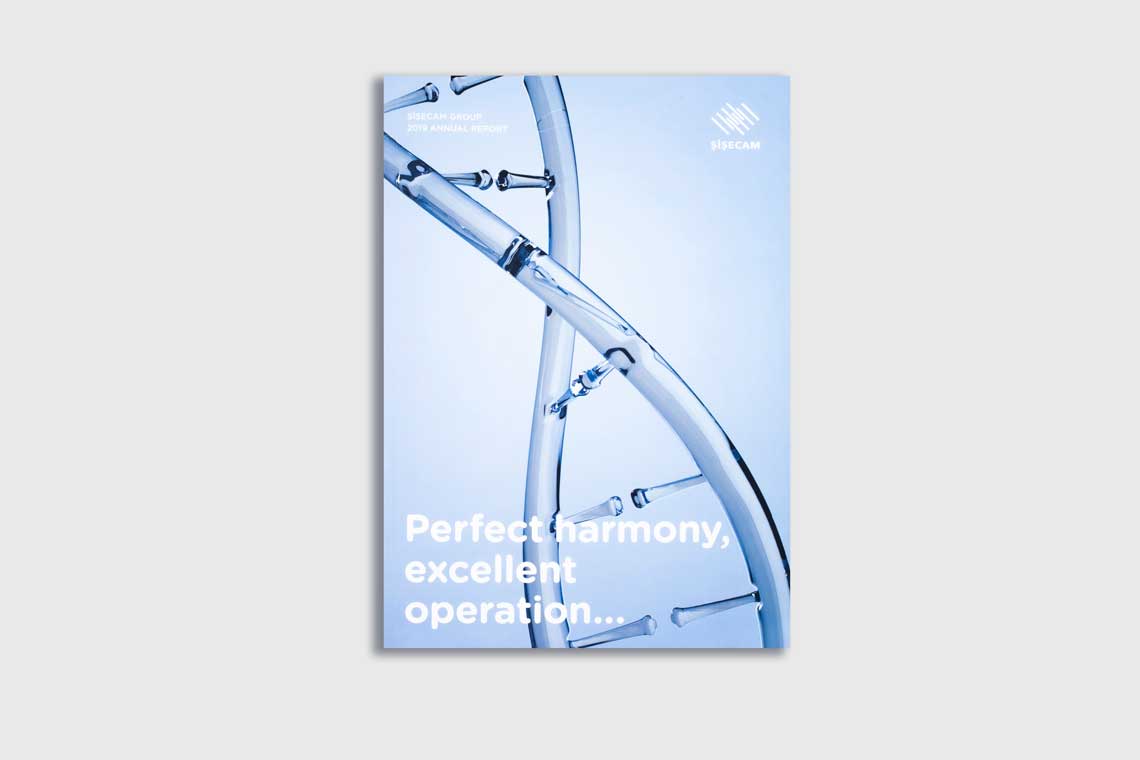 ŞİŞECAM GROUP
2019 ANNUAL REPORT
ŞİŞECAM
Perfect harmony,
excellent
operation...